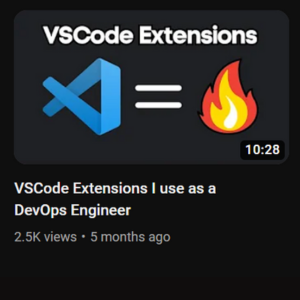 VSCode Extensions
10:28
VSCode Extensions I use as a
DevOps Engineer
2.5K views • 5 months ago